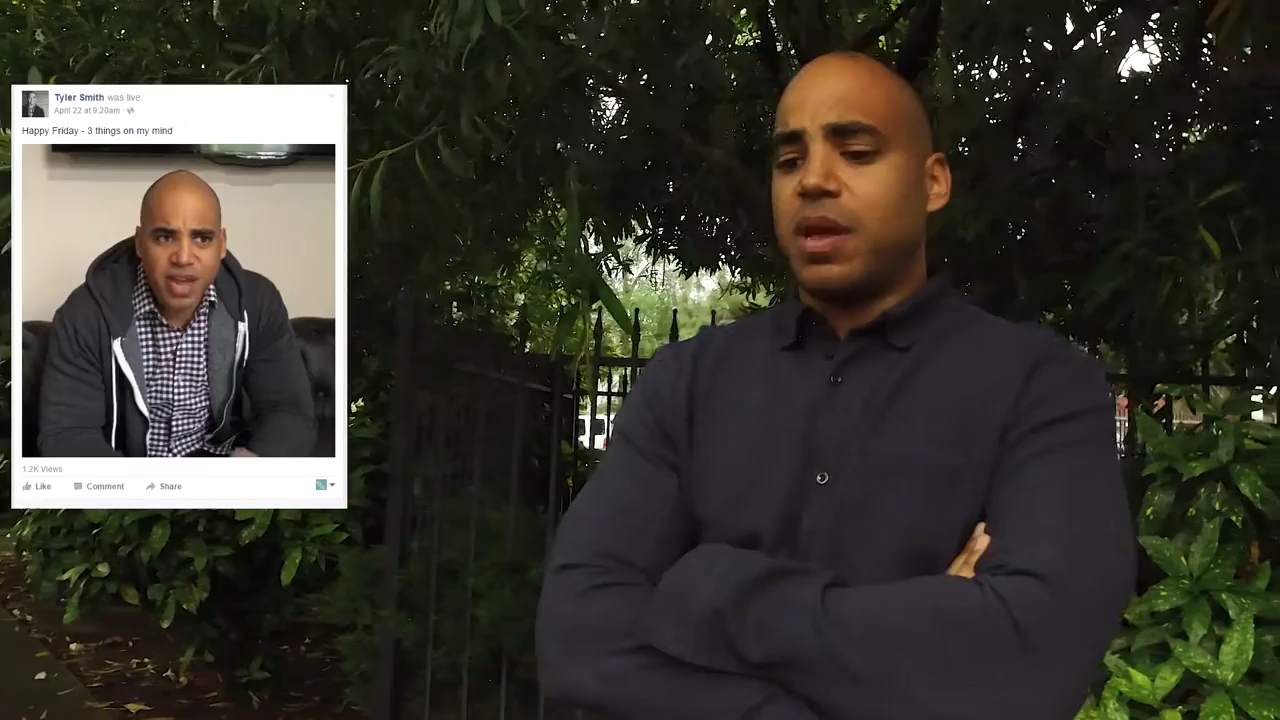 Tyler Smith was live.
April 22 at 9:20am ·
Happy Friday - 3 things on my mind
1.2K Views
Like Comment Share